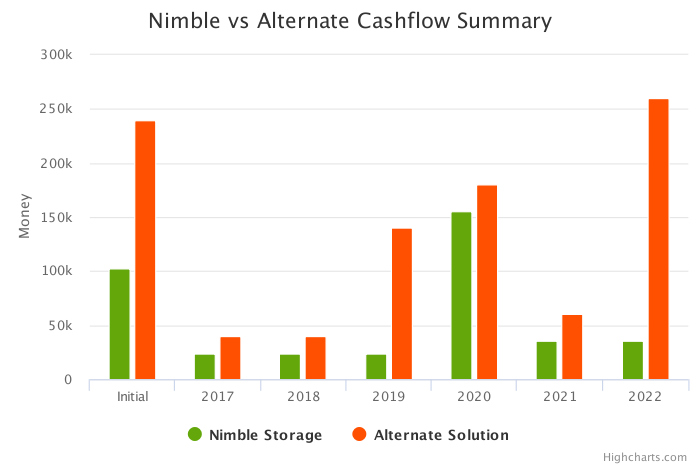 Nimble vs Alternate Cashflow Summary
300k
250k
200k
150k
100k
50k
0
Money
Initial 2017 2018 2019 2020 2021 2022
Nimble Storage Alternate Solution
Highcharts.com